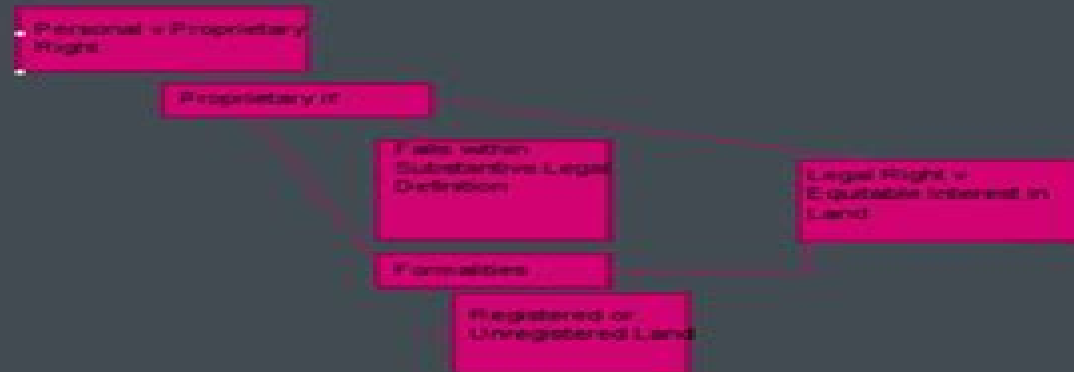 Personal v Proprietary
Right
Proprietary if
Falls within
Substantive Legal
Definition
Legal Right v
Equitable Interest in
Land
Formalities
Registered or
Unregistered Land